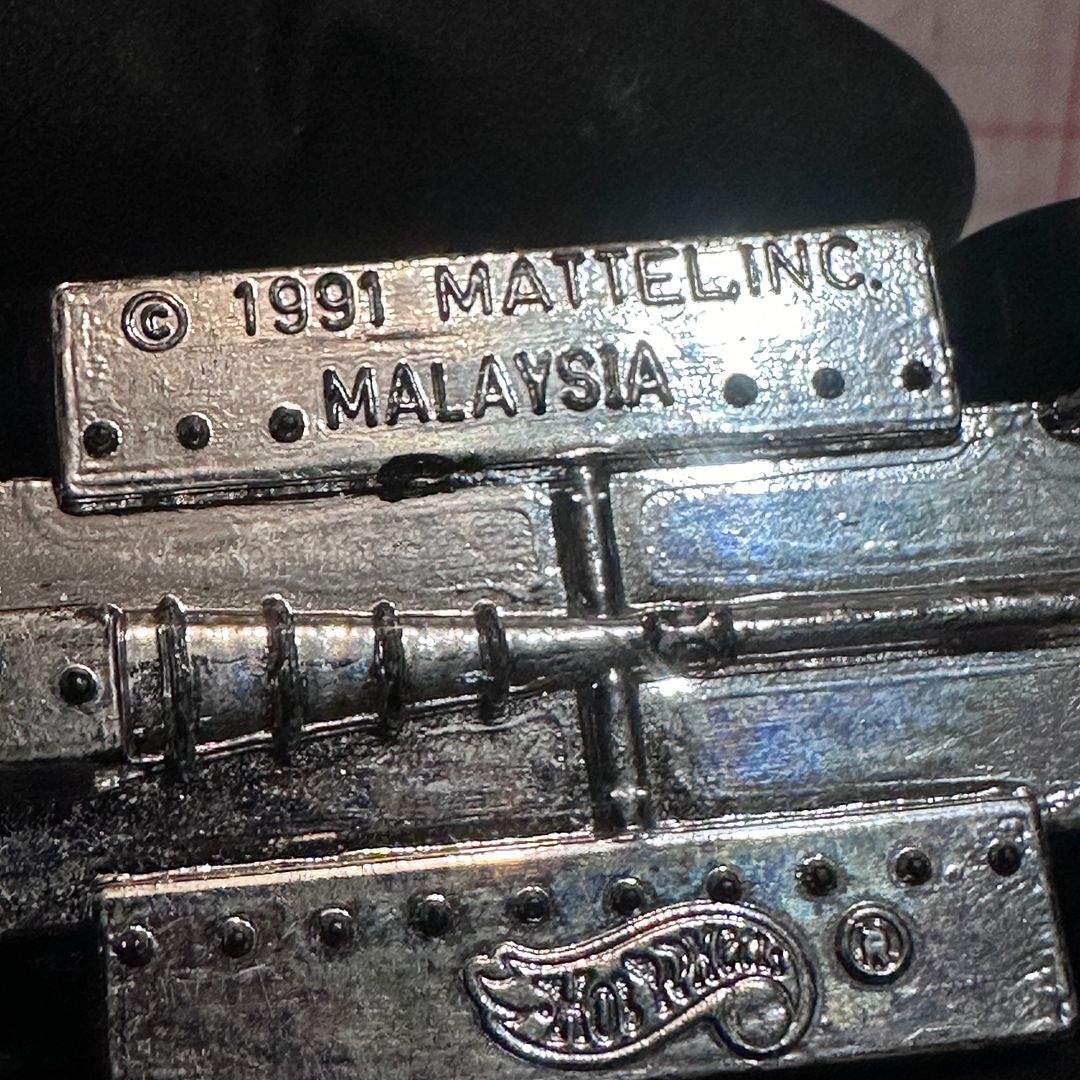 © 1991 MATTEL, INC.
MALAYSIA
HOT WHEELS ®